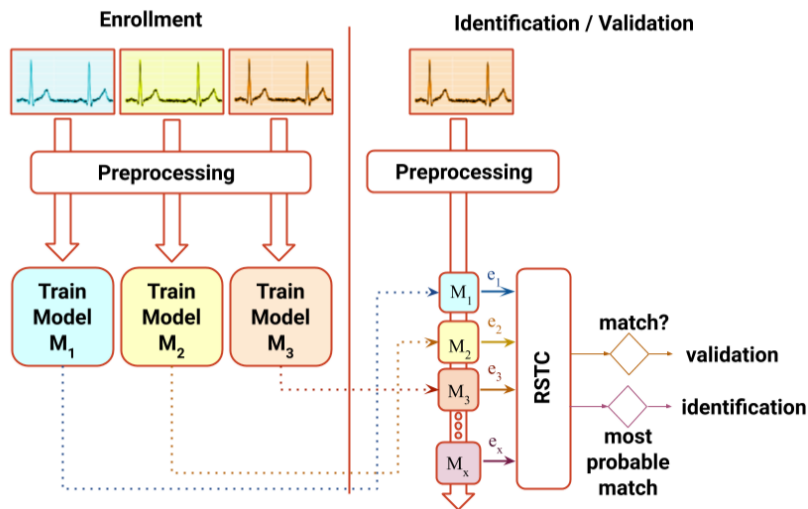 Enrollment
Identification / Validation
Preprocessing
Preprocessing
Train
Model
M1
Train
Model
M2
Train
Model
M3
M1
e1
M2
e2
M3
e3
Mx
ex
RSTC
match?
validation
identification
most
probable
match